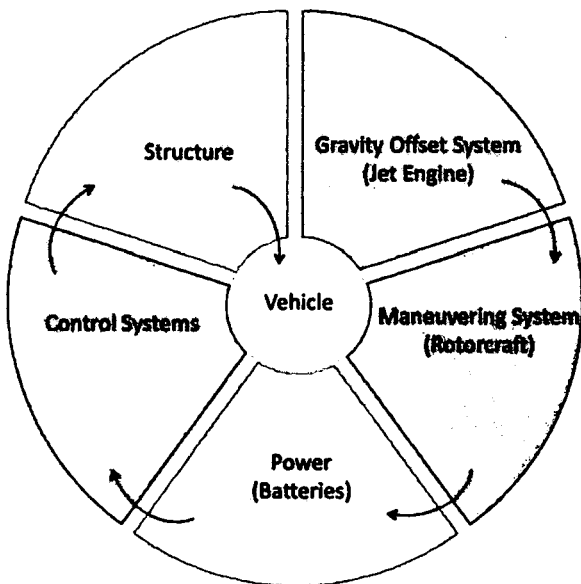 Structure
Gravity Offset System
(Jet Engine)
Vehicle
Control Systems
Maneuvering System
(Rotorcraft)
Power
(Batteries)